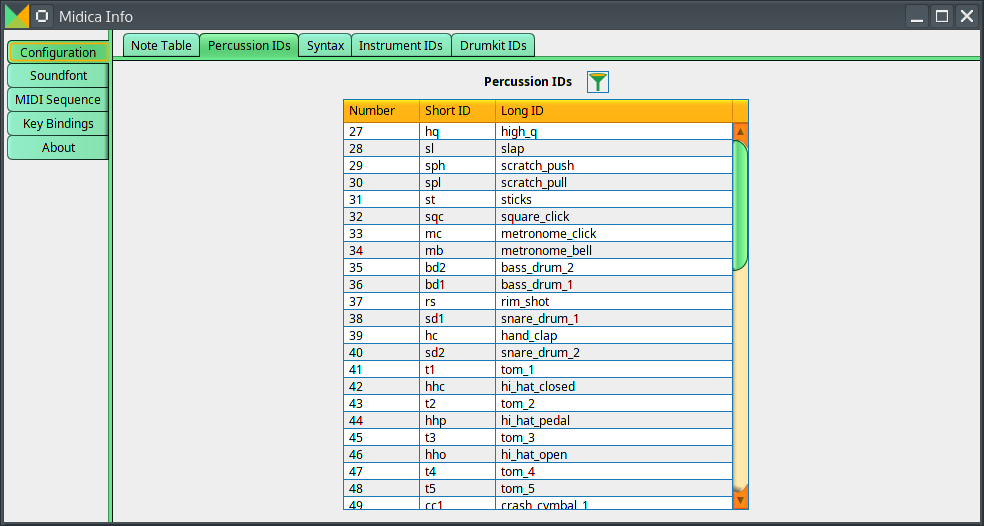 Midica Info
Note Table Percussion IDs Syntax Instrument IDs Drumkit IDs
Configuration
Soundfont
MIDI Sequence
Key Bindings
About
Percussion IDs
Number Short ID Long ID
27 hq high_q
28 sl slap
29 sph scratch_push
30 spl scratch_pull
31 st sticks
32 sqc square_click
33 mc metronome_click
34 mb metronome_bell
35 bd2 bass_drum_2
36 bd1 bass_drum_1
37 rs rim_shot
38 sd1 snare_drum_1
39 hc hand_clap
40 sd2 snare_drum_2
41 t1 tom_1
42 hhc hi_hat_closed
43 t2 tom_2
44 hhp hi_hat_pedal
45 t3 tom_3
46 hho hi_hat_open
47 t4 tom_4
48 t5 tom_5
49 cc1 crash_cymbal_1